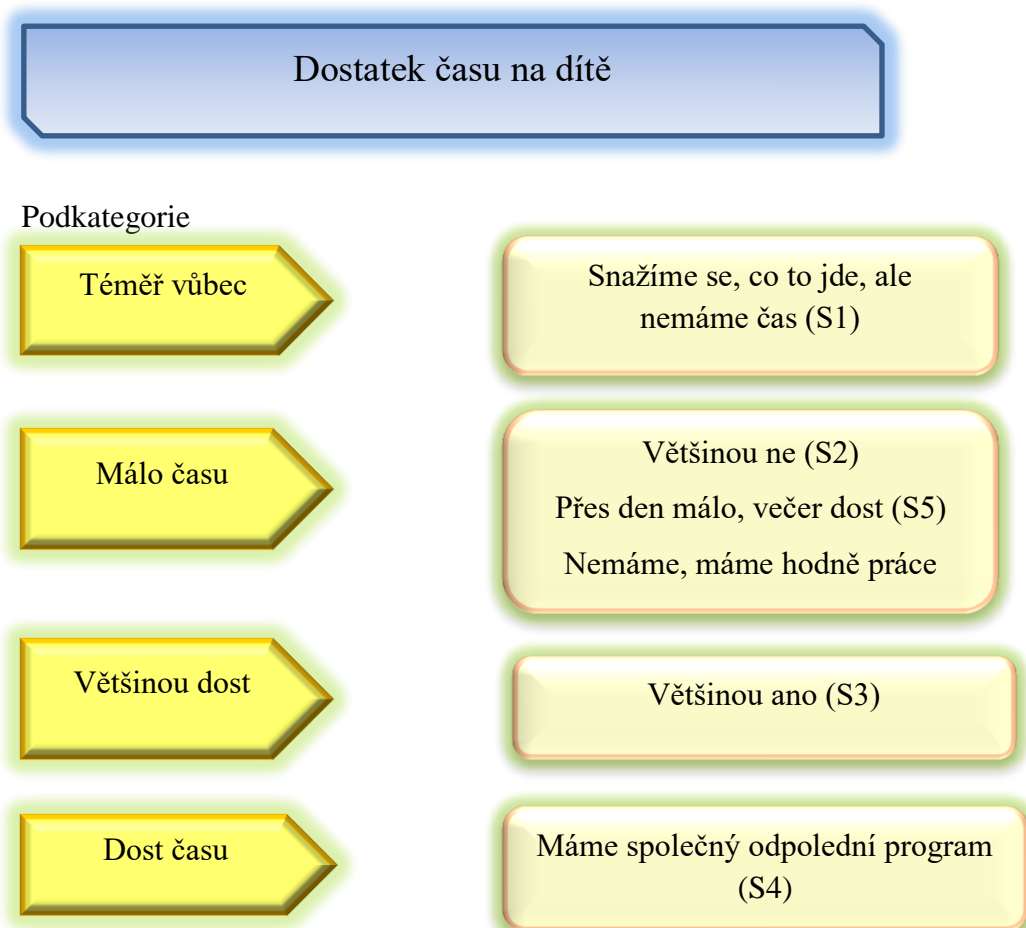 Dostatek času na dítě
Podkategorie
Téměř vůbec
Snažíme se, co to jde, ale
nemáme čas (S1)
Málo času
Většinou ne (S2)
Přes den málo, večer dost (S5)
Nemáme, máme hodně práce
Většinou dost
Většinou ano (S3)
Dost času
Máme společný odpolední program
(S4)